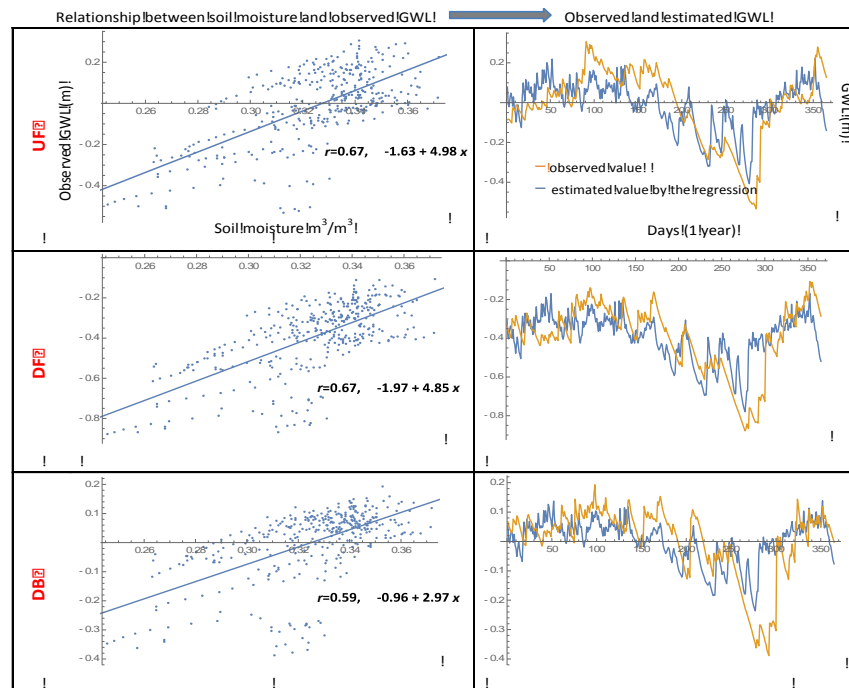 Relationship!between!soil!moisture!and!observed!GWL! Observed!and!estimated!GWL!
UF
Observed!GWL!(m)!
0.2
0.26 0.28 0.30 0.32 0.34 0.36
-0.2
-0.4
r=0.67, -1.63 + 4.98 x
Soil!moisture!m³/m³!
!
! !
0.2
50 100 150 200 250 300 350
-0.2
-0.4
GWL!(m)!
!observed!value! !
estimated!value!by!the!regression
Days!(1!year)!
!
!
DF
0.26 0.28 0.30 0.32 0.34 0.36
-0.2
-0.4
-0.6
-0.8
r=0.67, -1.97 + 4.85 x
!
! !
50 100 150 200 250 300 350
-0.2
-0.4
-0.6
-0.8
!
!
DB
0.2
0.1
0.26 0.28 0.30 0.32 0.34 0.36
-0.1
-0.2
-0.3
-0.4
r=0.59, -0.96 + 2.97 x
!
! !
0.2
0.1
50 100 150 200 250 300 350
-0.1
-0.2
-0.3
-0.4
!
! !